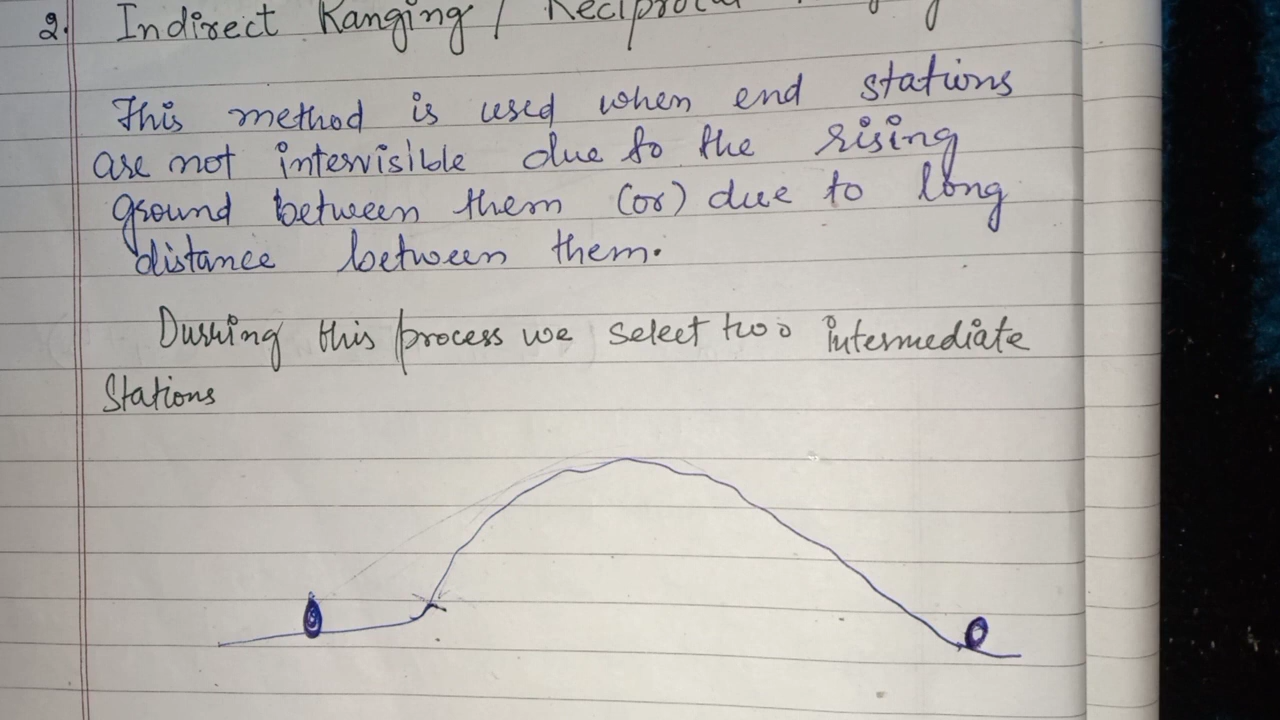 2. Indirect Ranging / Reciprocal
This method is used when end stations
are not intervisible due to the rising
ground between them (or) due to long
distance between them.
During this process we select two intermediate
Stations